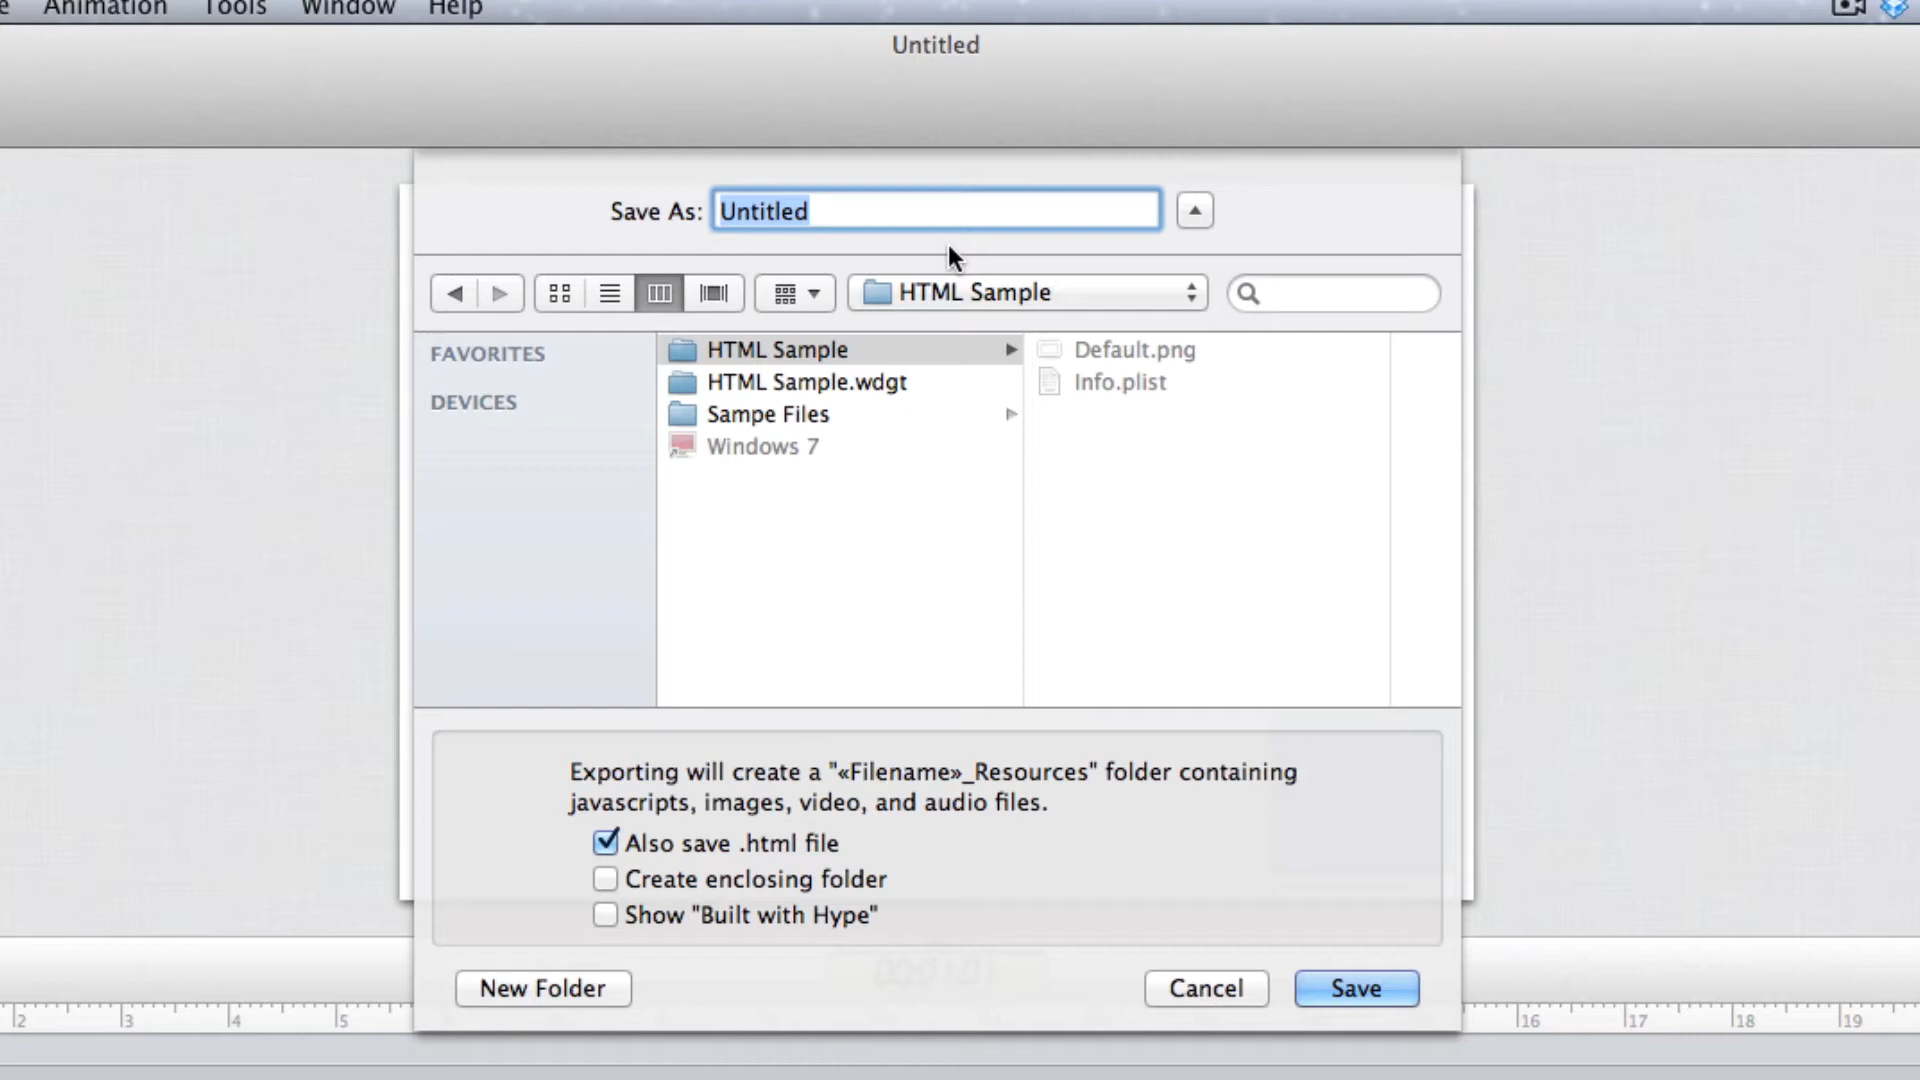 Animation Tools Window Help
Untitled
Save As: Untitled
HTML Sample
FAVORITES
DEVICES
HTML Sample
HTML Sample.wdgt
Sampe Files
Windows 7
Default.png
Info.plist
Exporting will create a "«Filename»_Resources" folder containing
javascripts, images, video, and audio files.
Also save .html file
Create enclosing folder
Show "Built with Hype"
00:01.01
New Folder Cancel Save
2 3 4 5 16 17 18 19